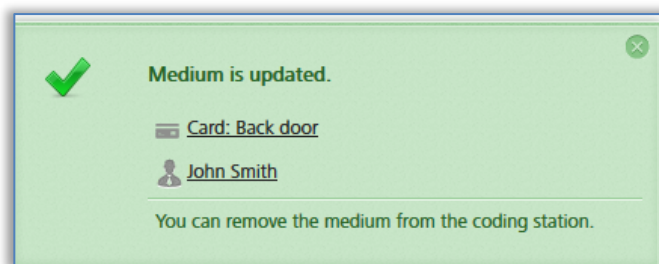 Medium is updated.
Card: Back door
John Smith
You can remove the medium from the coding station.